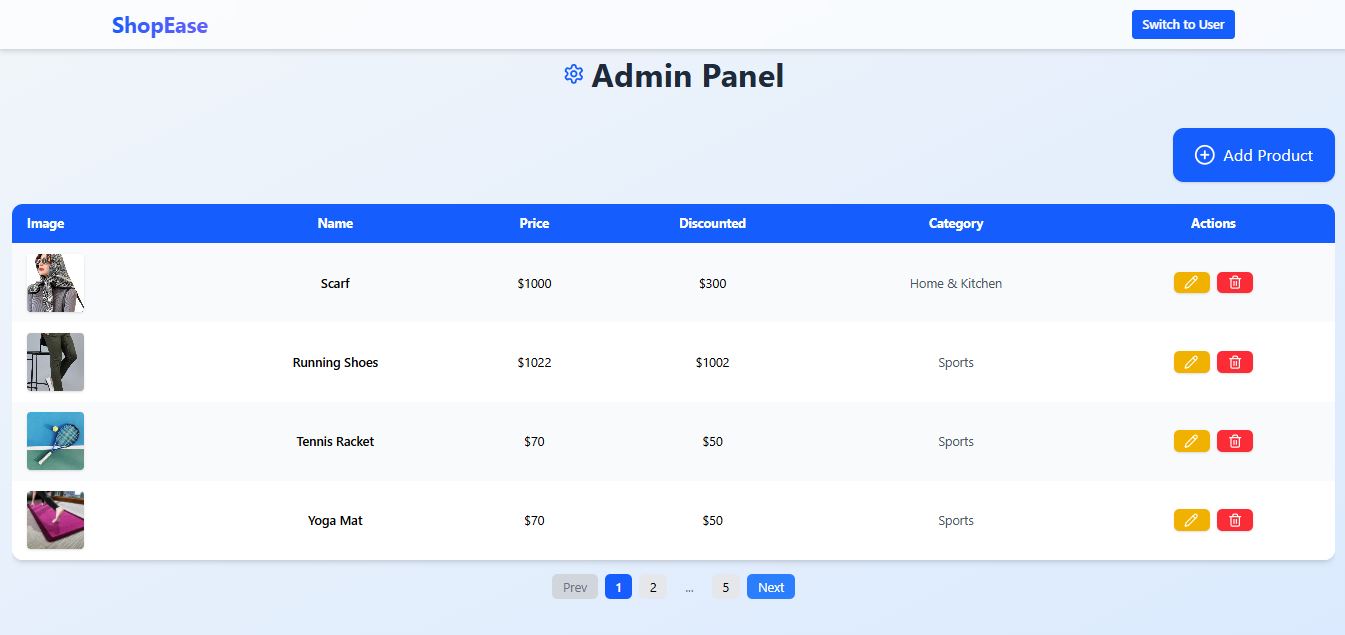 ShopEase
Switch to User
Admin Panel
Add Product
Image Name Price Discounted Category Actions
Scarf $1000 $300 Home & Kitchen
Running Shoes $1022 $1002 Sports
Tennis Racket $70 $50 Sports
Yoga Mat $70 $50 Sports
Prev 1 2 ... 5 Next